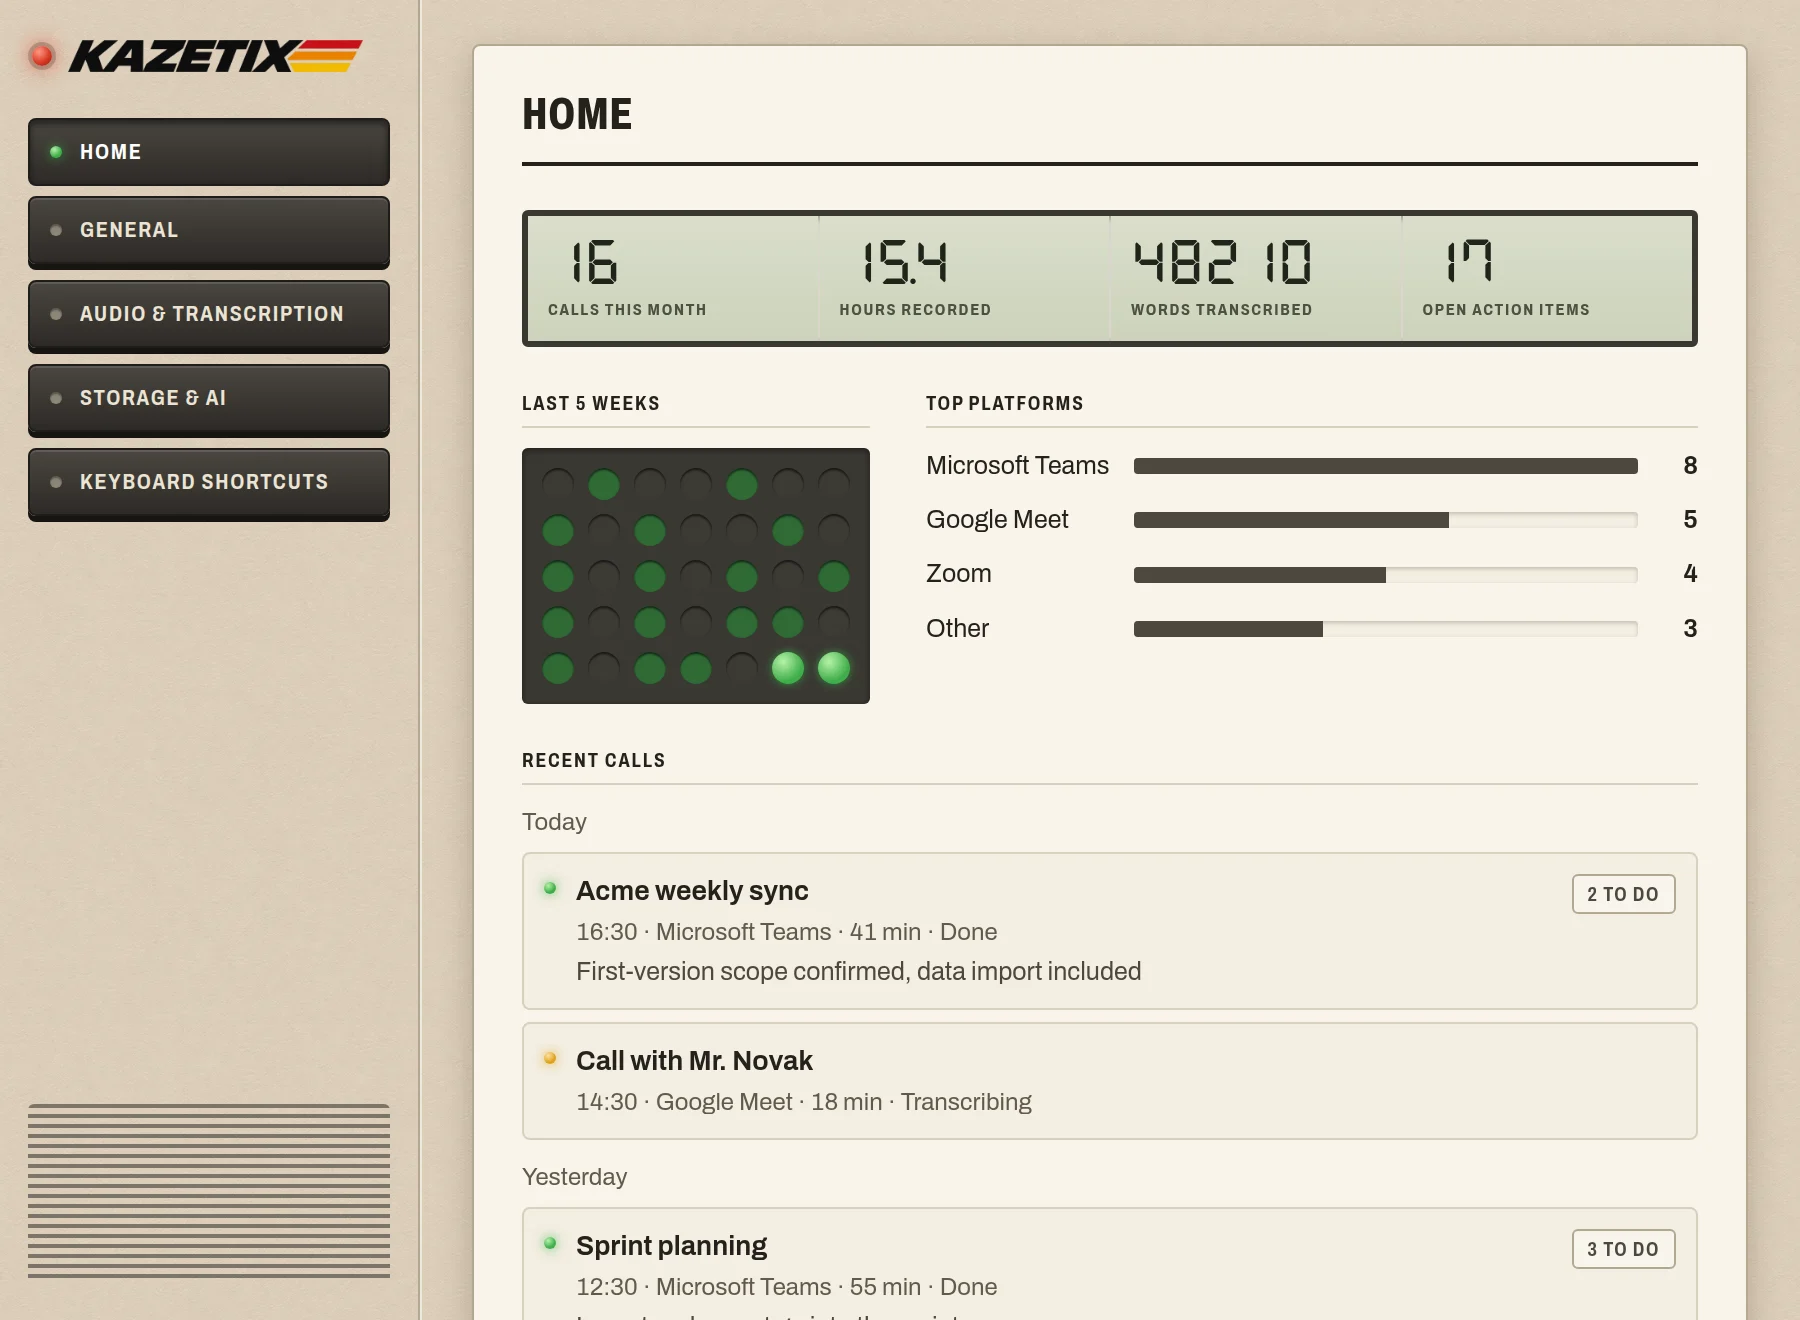 KAZETIX
HOME
GENERAL
AUDIO & TRANSCRIPTION
STORAGE & AI
KEYBOARD SHORTCUTS
HOME
16
CALLS THIS MONTH
15.4
HOURS RECORDED
482 10
WORDS TRANSCRIBED
17
OPEN ACTION ITEMS
LAST 5 WEEKS
TOP PLATFORMS
Microsoft Teams 8
Google Meet 5
Zoom 4
Other 3
RECENT CALLS
Today
Acme weekly sync
2 TO DO
16:30 · Microsoft Teams · 41 min · Done
First-version scope confirmed, data import included
Call with Mr. Novak
14:30 · Google Meet · 18 min · Transcribing
Yesterday
Sprint planning
3 TO DO
12:30 · Microsoft Teams · 55 min · Done